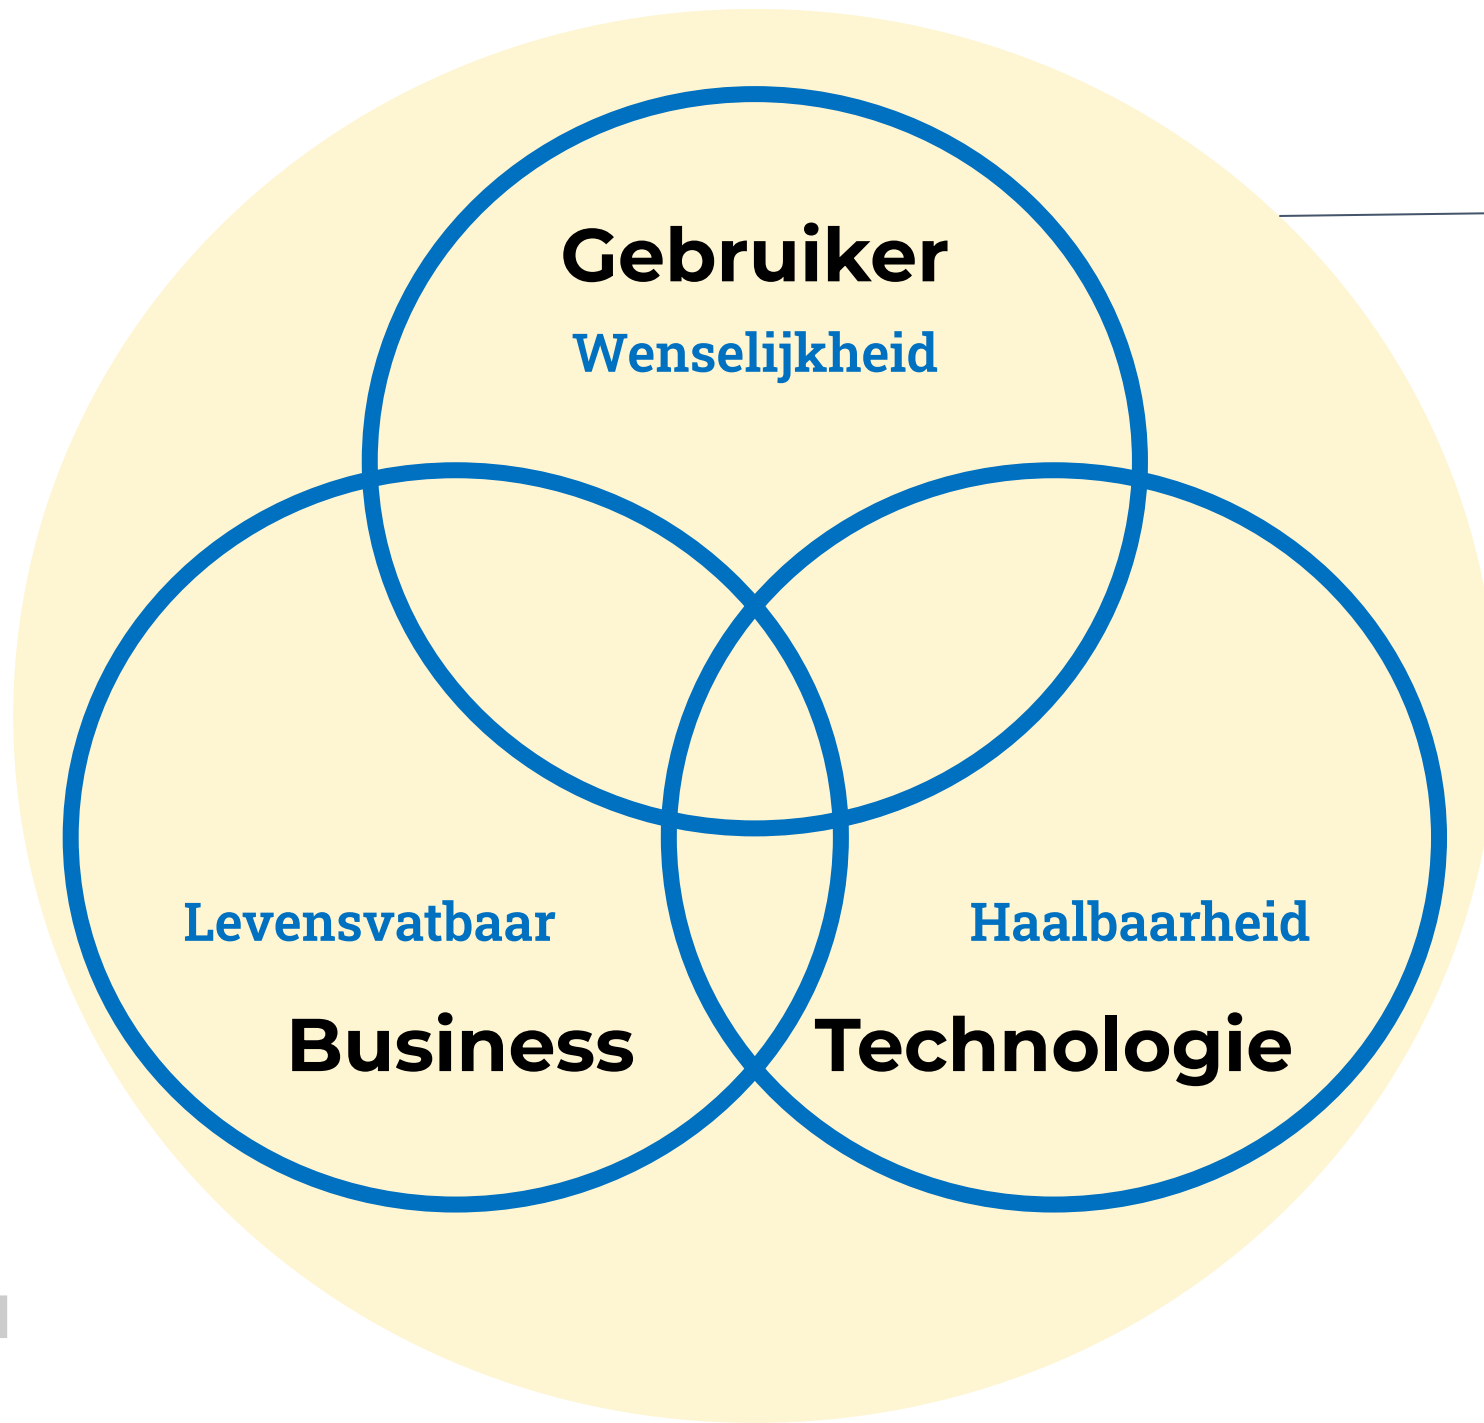 Gebruiker
Wenselijkheid
Levensvatbaar
Haalbaarheid
Business
Technologie